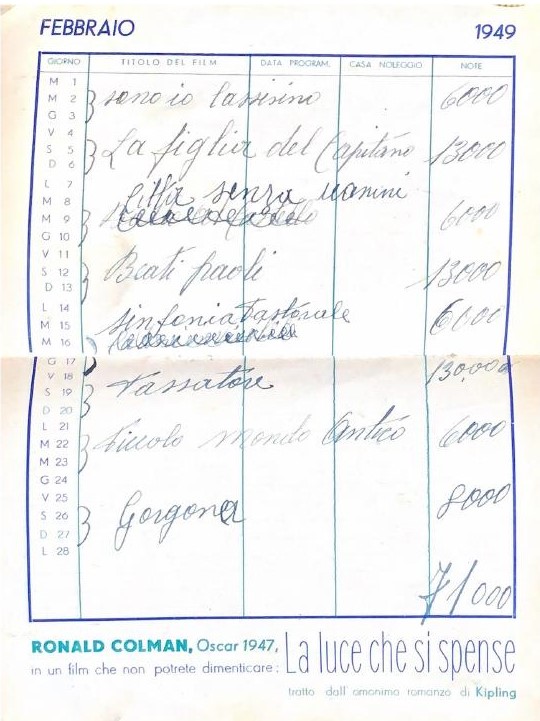 FEBBRAIO 1949
GIORNO TITOLO DEL FILM DATA PROGRAM. CASA NOLEGGIO NOTE
M 1
M 2 sono io lassisino 6000
G 3
V 4
S 5 La figlia del Capitano 13000
D 6
L 7
M 8 Città senza uomini
M 9 6000
G 10
V 11
S 12 Beati paoli 13000
D 13
L 14
M 15 sinfonia Pastorale 6000
M 16
G 17
V 18 13000
S 19 Passatore
D 20
L 21
M 22 Piccolo mondo Antico 6000
M 23
G 24
V 25
S 26 Gorgona 8000
D 27
L 28
71000
RONALD COLMAN, Oscar 1947, La luce che si spense
in un film che non potrete dimenticare:
tratto dall'omonimo romanzo di Kipling